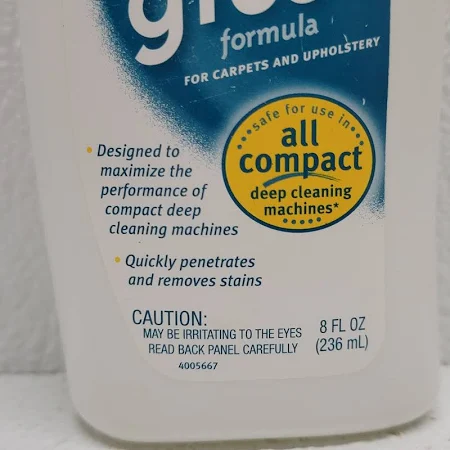 formula
FOR CARPETS AND UPHOLSTERY
safe for use in
all
compact
deep cleaning
machines*
• Designed to
maximize the
performance of
compact deep
cleaning machines
• Quickly penetrates
and removes stains
CAUTION:
MAY BE IRRITATING TO THE EYES
READ BACK PANEL CAREFULLY
4005667
8 FL OZ
(236 mL)